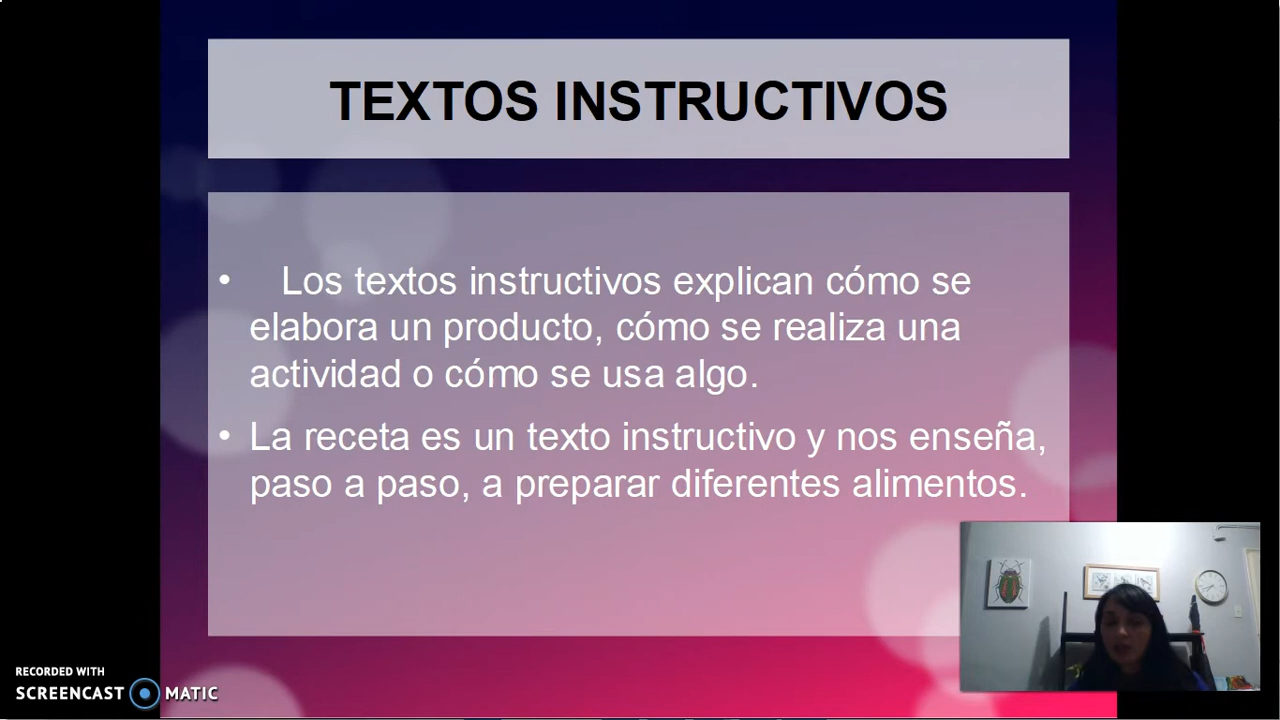 TEXTOS INSTRUCTIVOS
• Los textos instructivos explican cómo se
elabora un producto, cómo se realiza una
actividad o cómo se usa algo.
• La receta es un texto instructivo y nos enseña,
paso a paso, a preparar diferentes alimentos.
RECORDED WITH
SCREENCAST MATIC